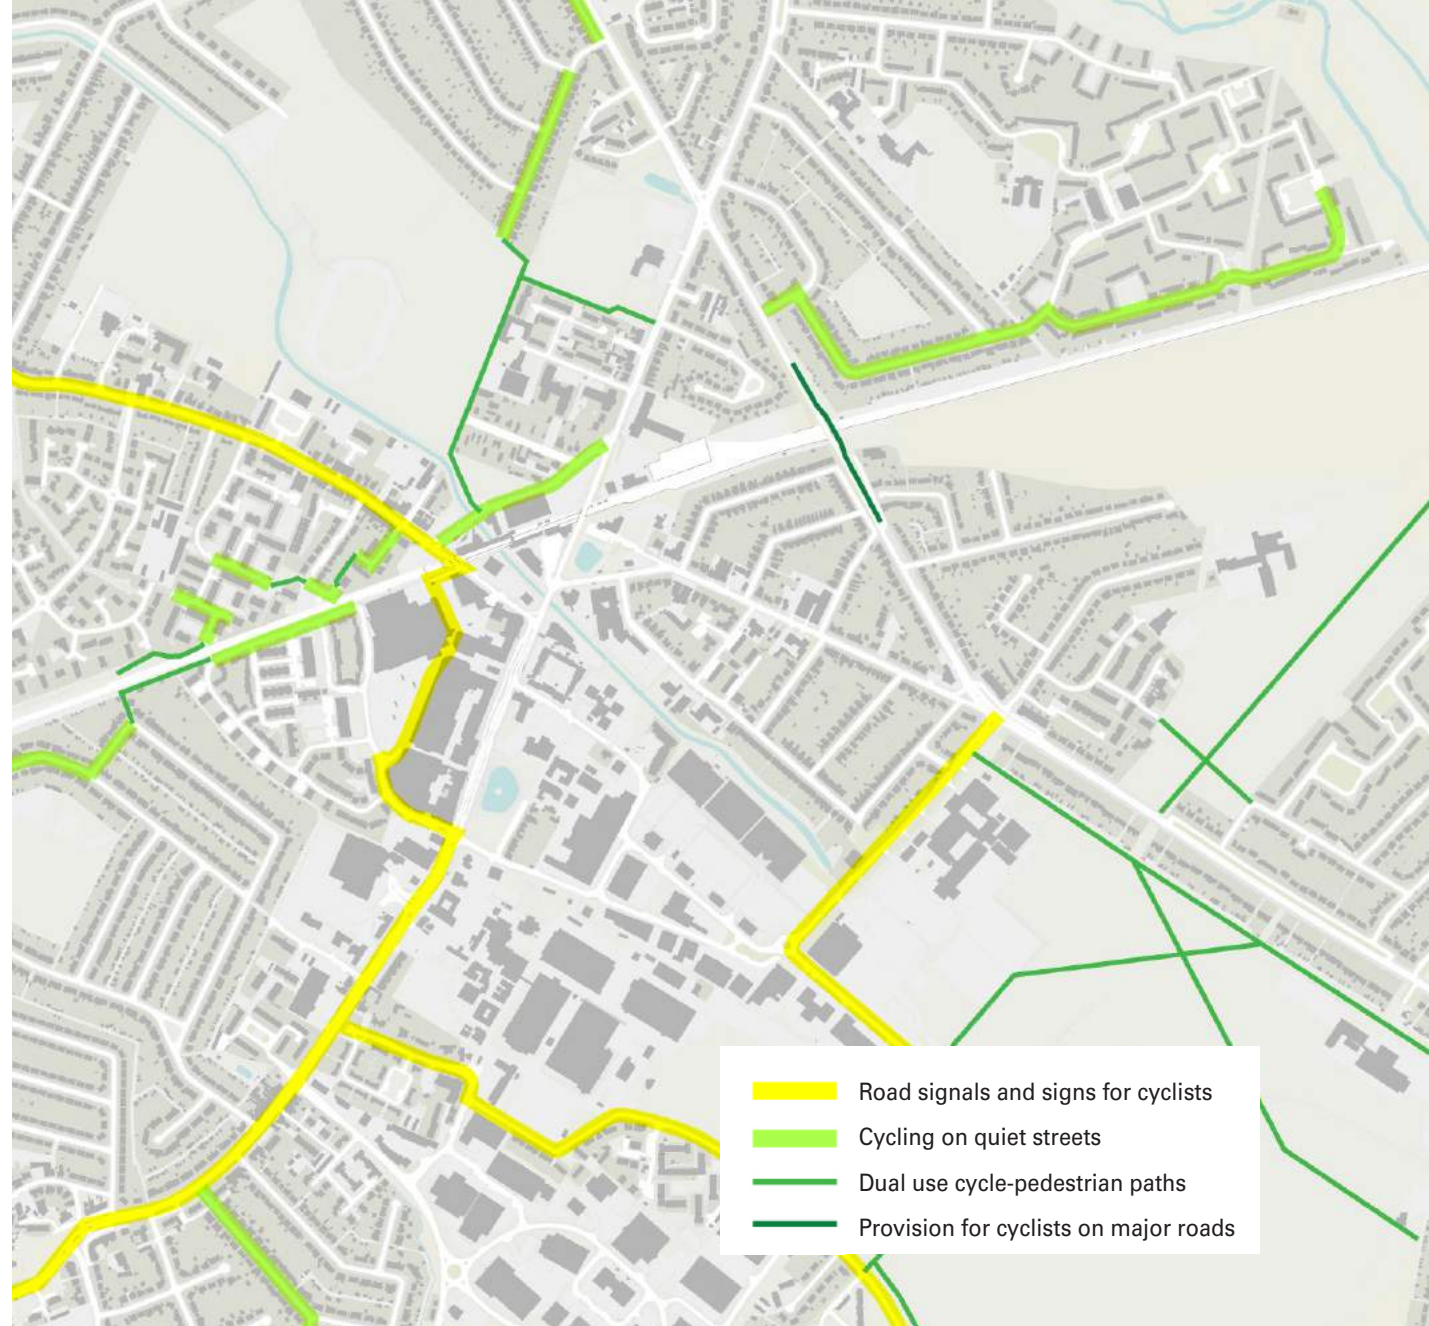 Road signals and signs for cyclists
Cycling on quiet streets
Dual use cycle-pedestrian paths
Provision for cyclists on major roads